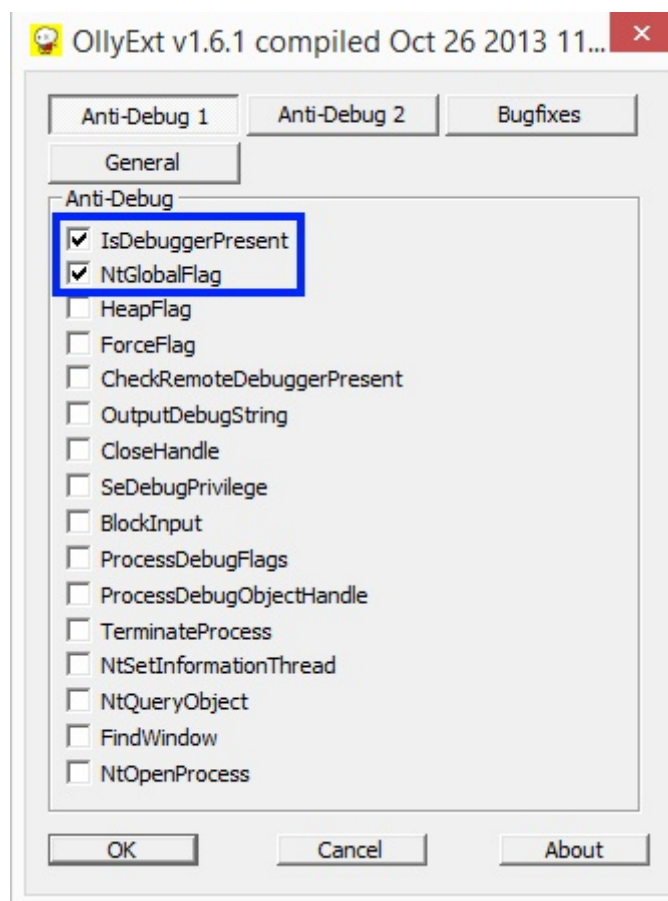 OllyExt v1.6.1 compiled Oct 26 2013 11...
Anti-Debug 1
Anti-Debug 2
Bugfixes
General
Anti-Debug
IsDebuggerPresent
NtGlobalFlag
HeapFlag
ForceFlag
CheckRemoteDebuggerPresent
OutputDebugString
CloseHandle
SeDebugPrivilege
BlockInput
ProcessDebugFlags
ProcessDebugObjectHandle
TerminateProcess
NtSetInformationThread
NtQueryObject
FindWindow
NtOpenProcess
OK
Cancel
About